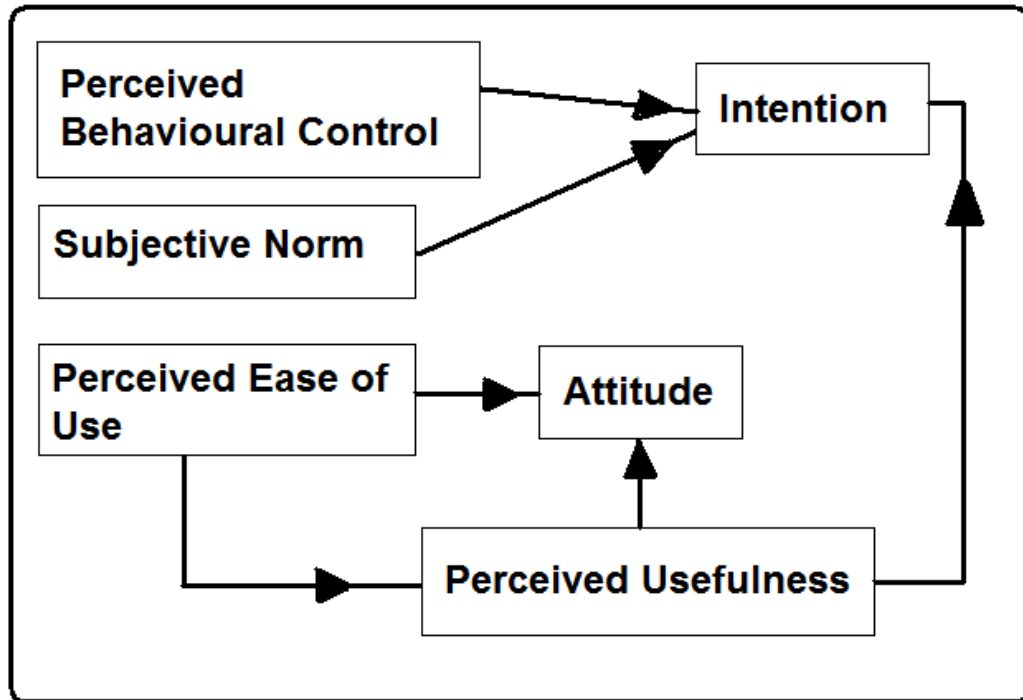 Perceived
Behavioural Control
Intention
Subjective Norm
Perceived Ease of
Use
Attitude
Perceived Usefulness